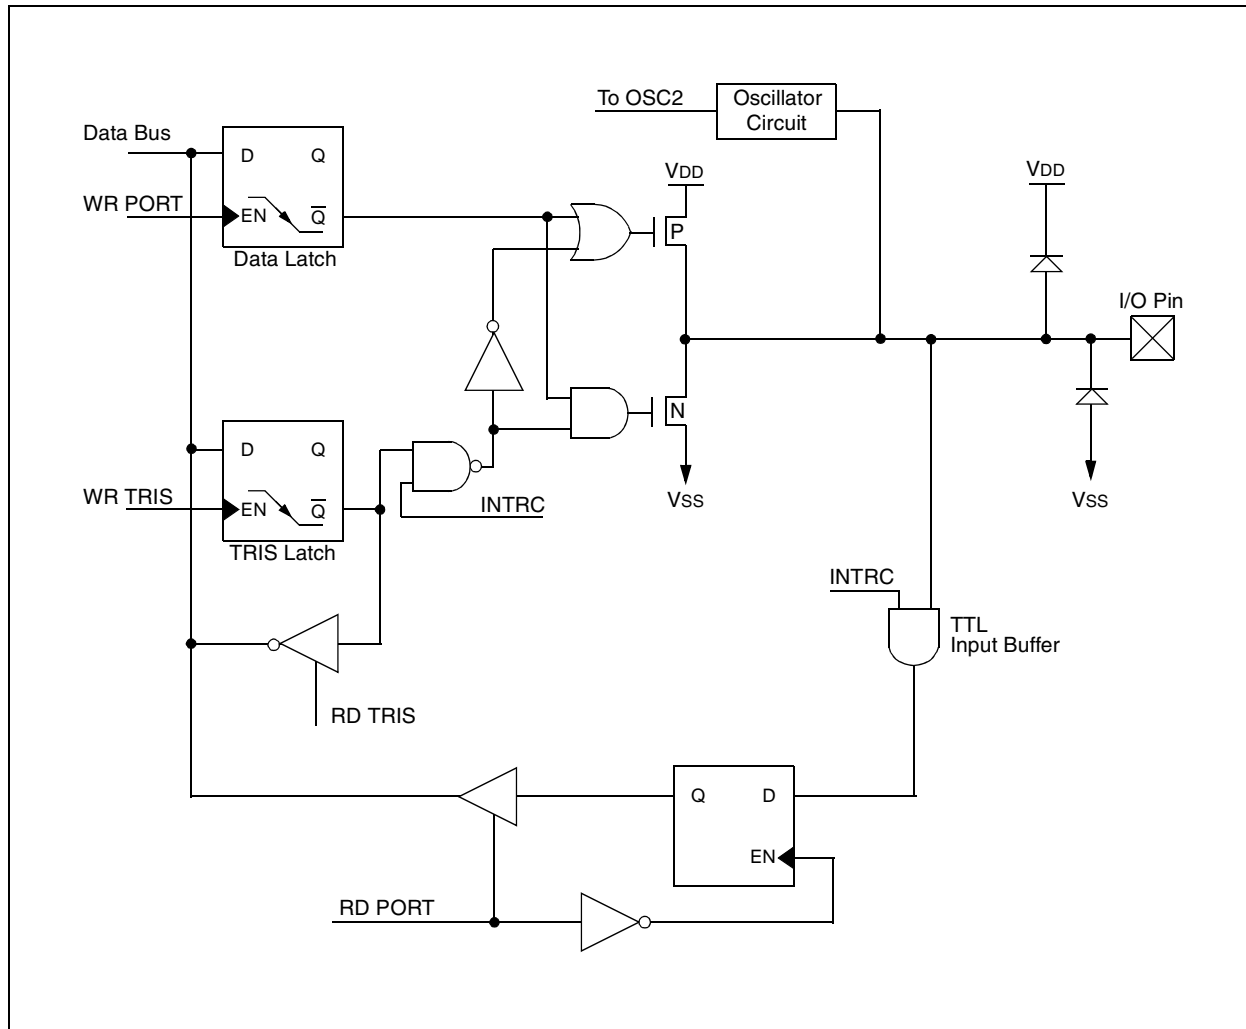 To OSC2
Oscillator
Circuit
Data Bus
D Q
VDD
VDD
WR PORT
EN Q̅
P
Data Latch
I/O Pin
D Q
N
WR TRIS
EN Q̅
INTRC
VSS
VSS
TRIS Latch
INTRC
TTL
Input Buffer
RD TRIS
Q D
EN
RD PORT